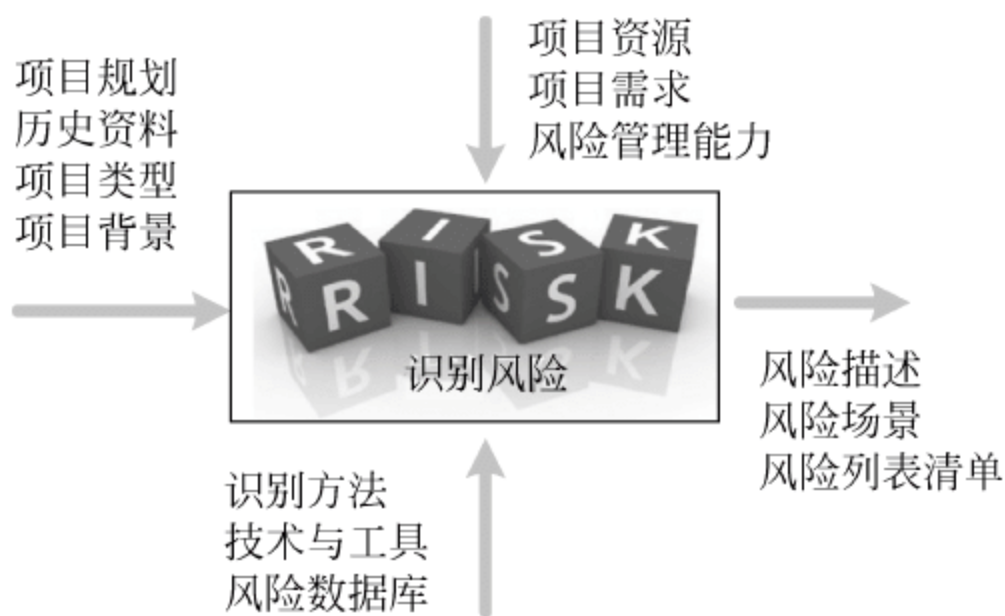 项目规划
历史资料
项目类型
项目背景
项目资源
项目需求
风险管理能力
R I S K
R R I S S K
识别风险
风险描述
风险场景
风险列表清单
识别方法
技术与工具
风险数据库